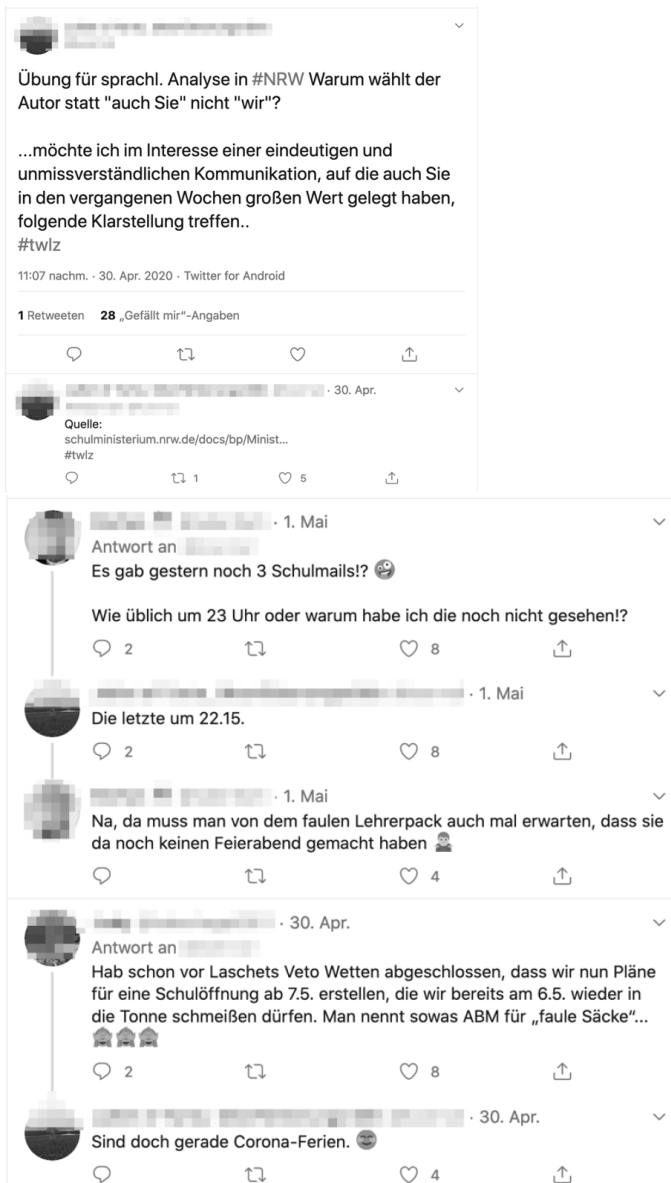 Übung für sprachl. Analyse in #NRW Warum wählt der
Autor statt "auch Sie" nicht "wir"?
...möchte ich im Interesse einer eindeutigen und
unmissverständlichen Kommunikation, auf die auch Sie
in den vergangenen Wochen großen Wert gelegt haben,
folgende Klarstellung treffen..
#twlz
11:07 nachm. · 30. Apr. 2020 · Twitter for Android
1 Retweeten 28 „Gefällt mir“-Angaben
· 30. Apr.
Quelle:
schulministerium.nrw.de/docs/bp/Minist...
#twlz
1 5
· 1. Mai
Antwort an
Es gab gestern noch 3 Schulmails!?
Wie üblich um 23 Uhr oder warum habe ich die noch nicht gesehen!?
2 8
· 1. Mai
Die letzte um 22.15.
2 8
· 1. Mai
Na, da muss man von dem faulen Lehrerpack auch mal erwarten, dass sie
da noch keinen Feierabend gemacht haben
4
· 30. Apr.
Antwort an
Hab schon vor Laschets Veto Wetten abgeschlossen, dass wir nun Pläne
für eine Schulöffnung ab 7.5. erstellen, die wir bereits am 6.5. wieder in
die Tonne schmeißen dürfen. Man nennt sowas ABM für „faule Säcke“...
2 8
· 30. Apr.
Sind doch gerade Corona-Ferien.
4